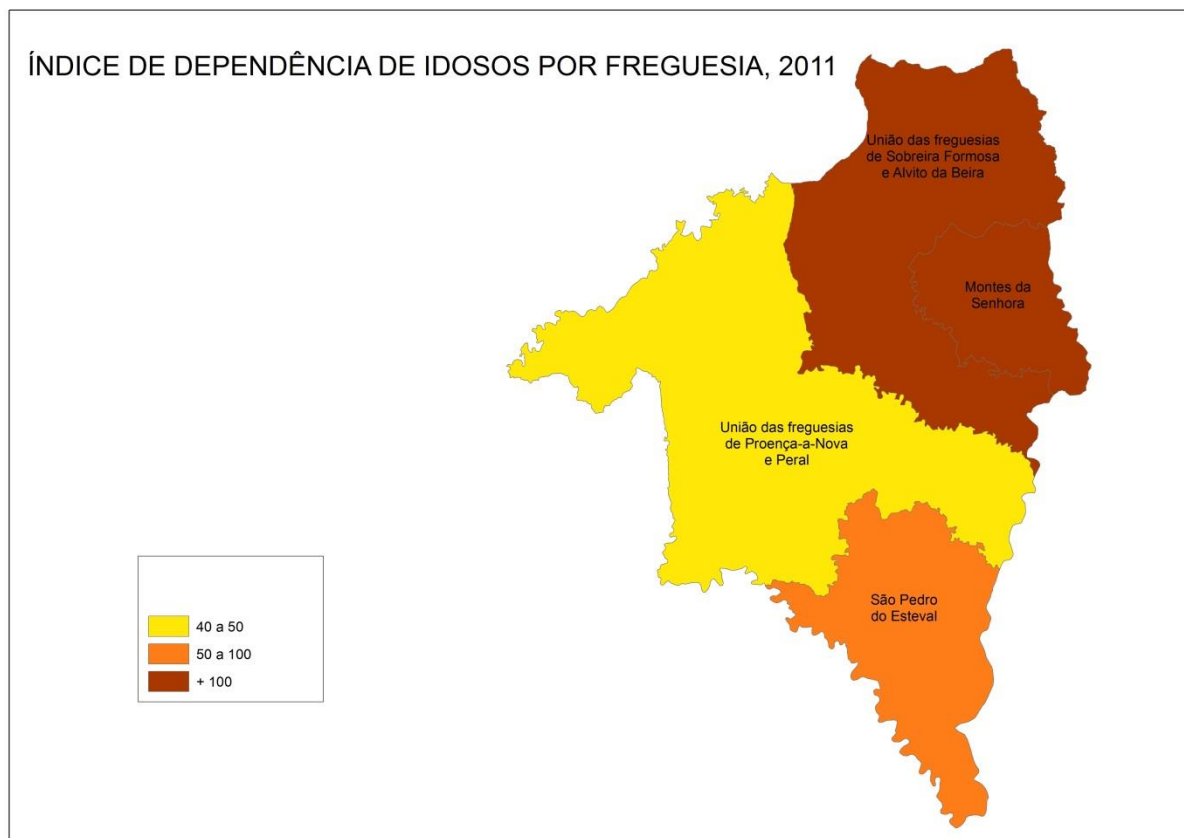 ÍNDICE DE DEPENDÊNCIA DE IDOSOS POR FREGUESIA, 2011
União das freguesias
de Sobreira Formosa
e Alvito da Beira
Montes da
Senhora
União das freguesias
de Proença-a-Nova
e Peral
São Pedro
do Esteval
40 a 50
50 a 100
+ 100